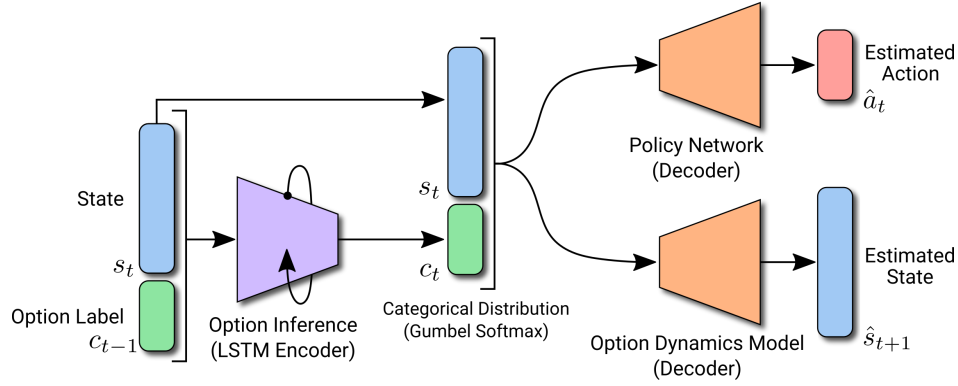 State
s_t
Option Label
c_{t-1}
Option Inference
(LSTM Encoder)
s_t
c_t
Categorical Distribution
(Gumbel Softmax)
Policy Network
(Decoder)
Estimated
Action
â_t
Option Dynamics Model
(Decoder)
Estimated
State
ŝ_{t+1}